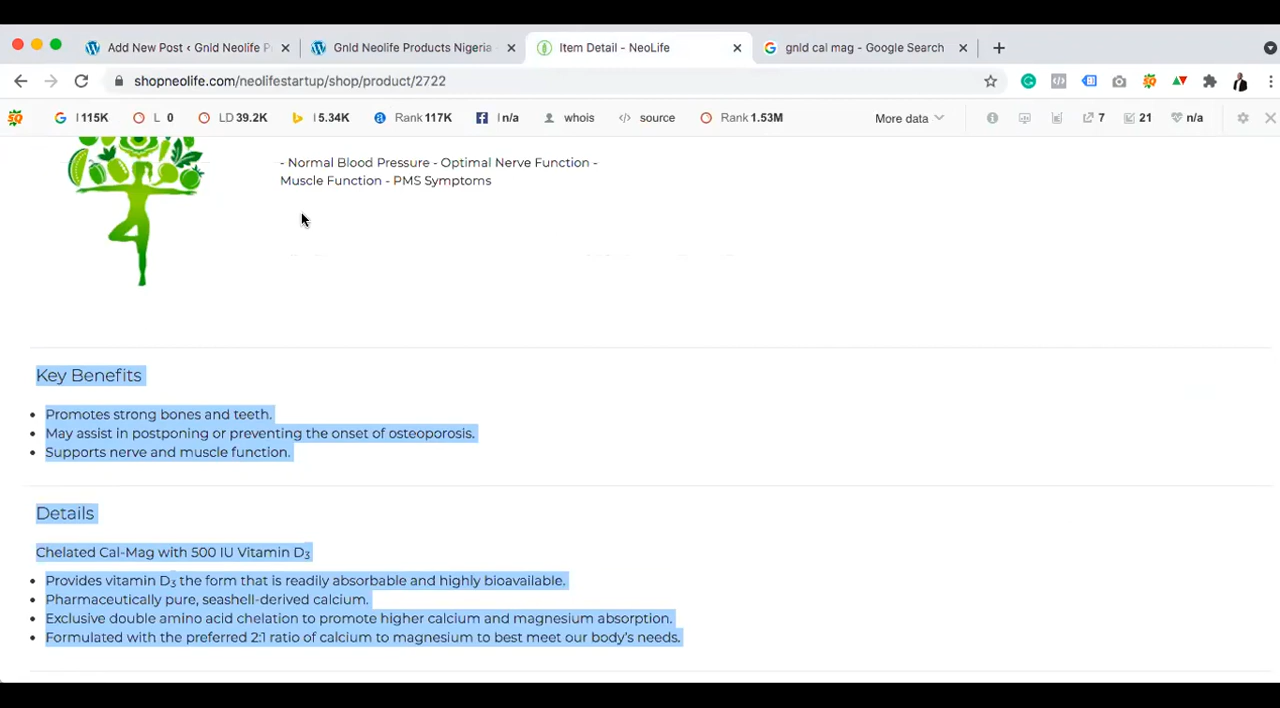 Add New Post ‹ Gnld Neolife P
Gnld Neolife Products Nigeria
Item Detail - NeoLife
gnld cal mag - Google Search
shopneolife.com/neolifestartup/shop/product/2722
I 115K
L 0
LD 39.2K
I 5.34K
Rank 117K
I n/a
whois
source
Rank 1.53M
More data
7
21
n/a
- Normal Blood Pressure - Optimal Nerve Function -
Muscle Function - PMS Symptoms
Key Benefits
Promotes strong bones and teeth.
May assist in postponing or preventing the onset of osteoporosis.
Supports nerve and muscle function.
Details
Chelated Cal-Mag with 500 IU Vitamin D₃
Provides vitamin D₃ the form that is readily absorbable and highly bioavailable.
Pharmaceutically pure, seashell-derived calcium.
Exclusive double amino acid chelation to promote higher calcium and magnesium absorption.
Formulated with the preferred 2:1 ratio of calcium to magnesium to best meet our body's needs.